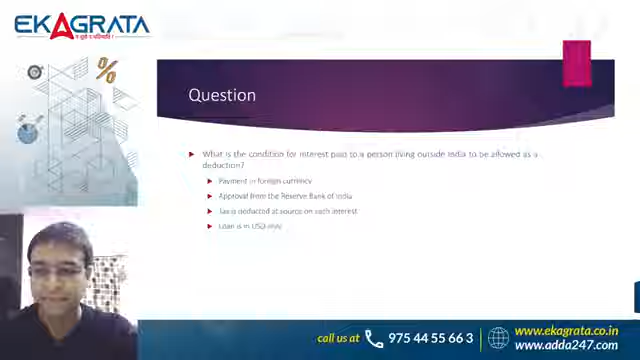 EKAGRATA
Question
What is the condition for interest paid to a person living outside India to be allowed as a
deduction?
Payment in foreign currency
Approval from the Reserve Bank of India
Tax is deducted at source on such interest
Loan is in USD only
%
call us at 975 44 55 66 3
www.ekagrata.co.in
www.adda247.com